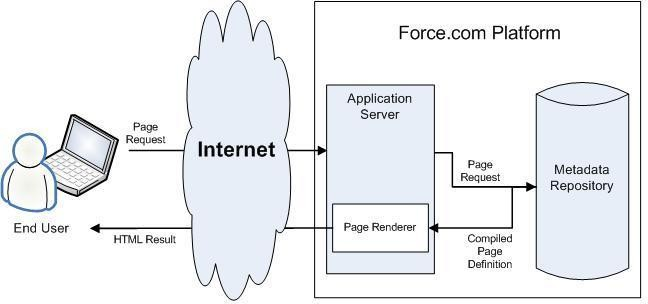 Force.com Platform
Application
Server
Page
Request
Internet
Page
Request
Metadata
Repository
Page Renderer
End User
HTML Result
Compiled
Page
Definition